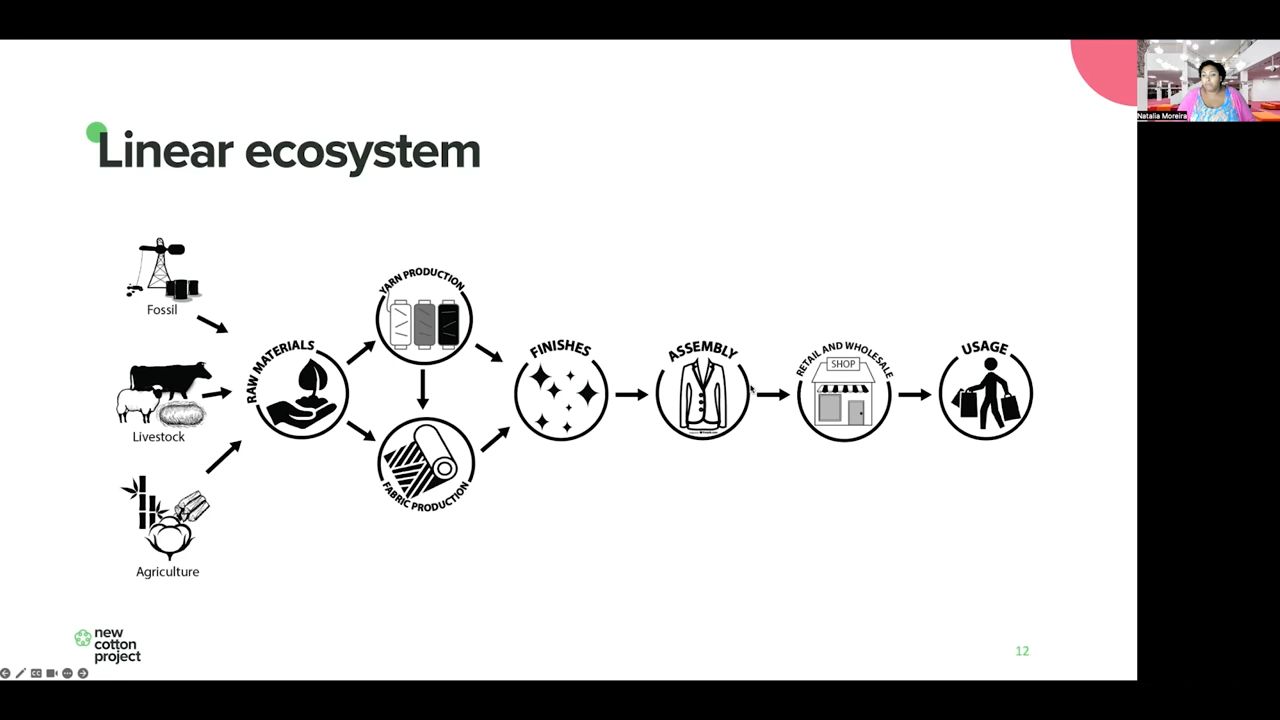 Linear ecosystem
Natalia Moreira
Fossil
Livestock
Agriculture
RAW MATERIALS
YARN PRODUCTION
FABRIC PRODUCTION
FINISHES
ASSEMBLY
RETAIL AND WHOLESALE
SHOP
USAGE
new
cotton
project
12